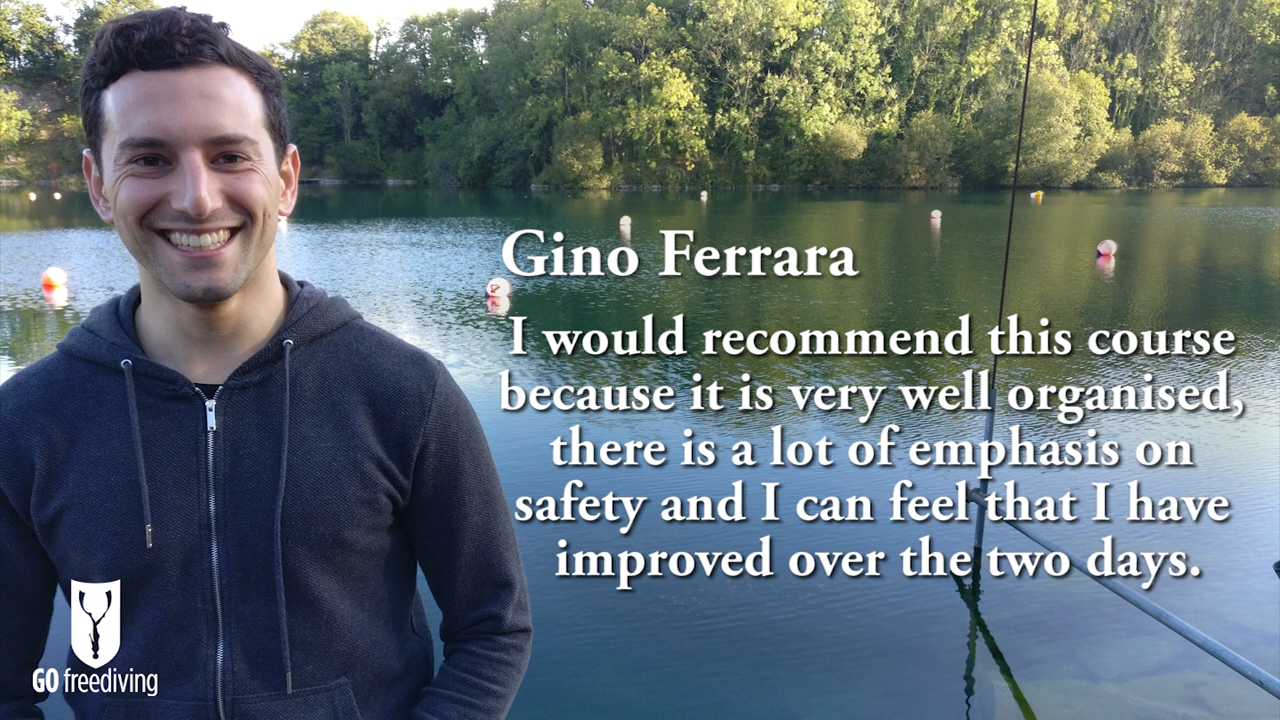 Gino Ferrara
I would recommend this course
because it is very well organised,
there is a lot of emphasis on
safety and I can feel that I have
improved over the two days.
GO freediving